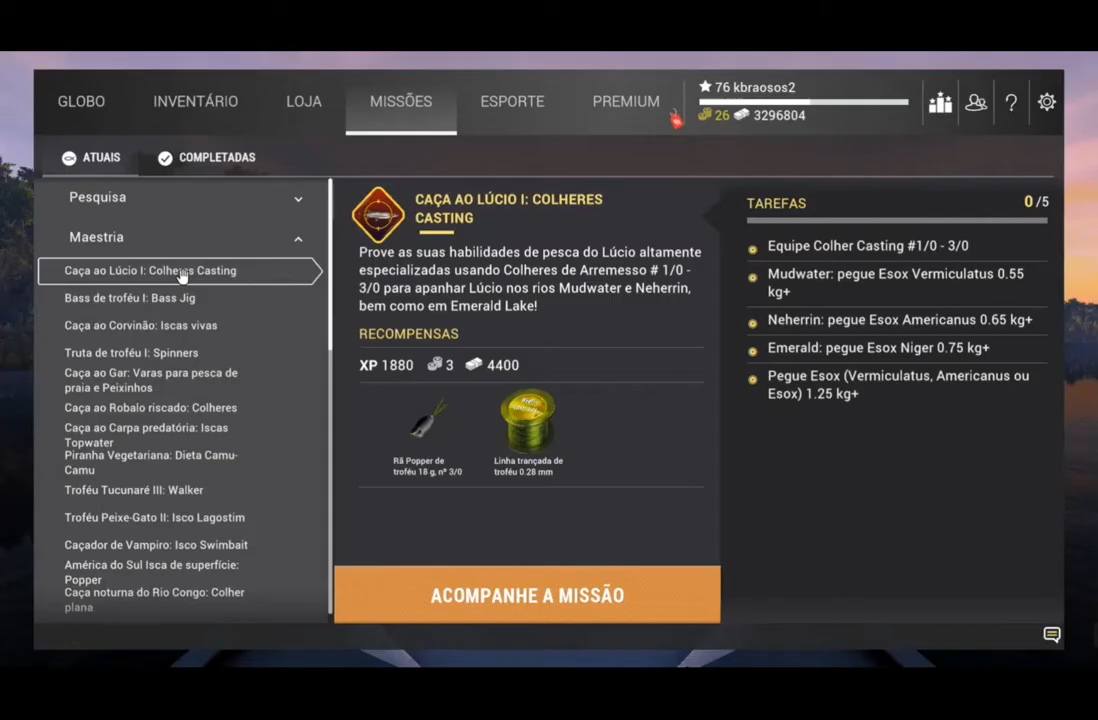 GLOBO INVENTÁRIO LOJA MISSÕES ESPORTE PREMIUM
76 kbraosos2
26 3296804
?
ATUAIS COMPLETADAS
Pesquisa
Maestria
Caça ao Lúcio I: Colheres Casting
Bass de troféu I: Bass Jig
Caça ao Corvinão: Iscas vivas
Truta de troféu I: Spinners
Caça ao Gar: Varas para pesca de
praia e Peixinhos
Caça ao Robalo riscado: Colheres
Caça ao Carpa predatória: Iscas
Topwater
Piranha Vegetariana: Dieta Camu-
Camu
Troféu Tucunaré III: Walker
Troféu Peixe-Gato II: Isco Lagostim
Caçador de Vampiro: Isco Swimbait
América do Sul Isca de superfície:
Popper
Caça noturna do Rio Congo: Colher
plana
CAÇA AO LÚCIO I: COLHERES
CASTING
Prove as suas habilidades de pesca do Lúcio altamente
especializadas usando Colheres de Arremesso # 1/0 -
3/0 para apanhar Lúcio nos rios Mudwater e Neherrin,
bem como em Emerald Lake!
RECOMPENSAS
XP 1880 3 4400
Rã Popper de
troféu 18 g, nº 3/0
Linha trançada de
troféu 0.28 mm
ACOMPANHE A MISSÃO
TAREFAS 0 /5
Equipe Colher Casting #1/0 - 3/0
Mudwater: pegue Esox Vermiculatus 0.55
kg+
Neherrin: pegue Esox Americanus 0.65 kg+
Emerald: pegue Esox Niger 0.75 kg+
Pegue Esox (Vermiculatus, Americanus ou
Esox) 1.25 kg+